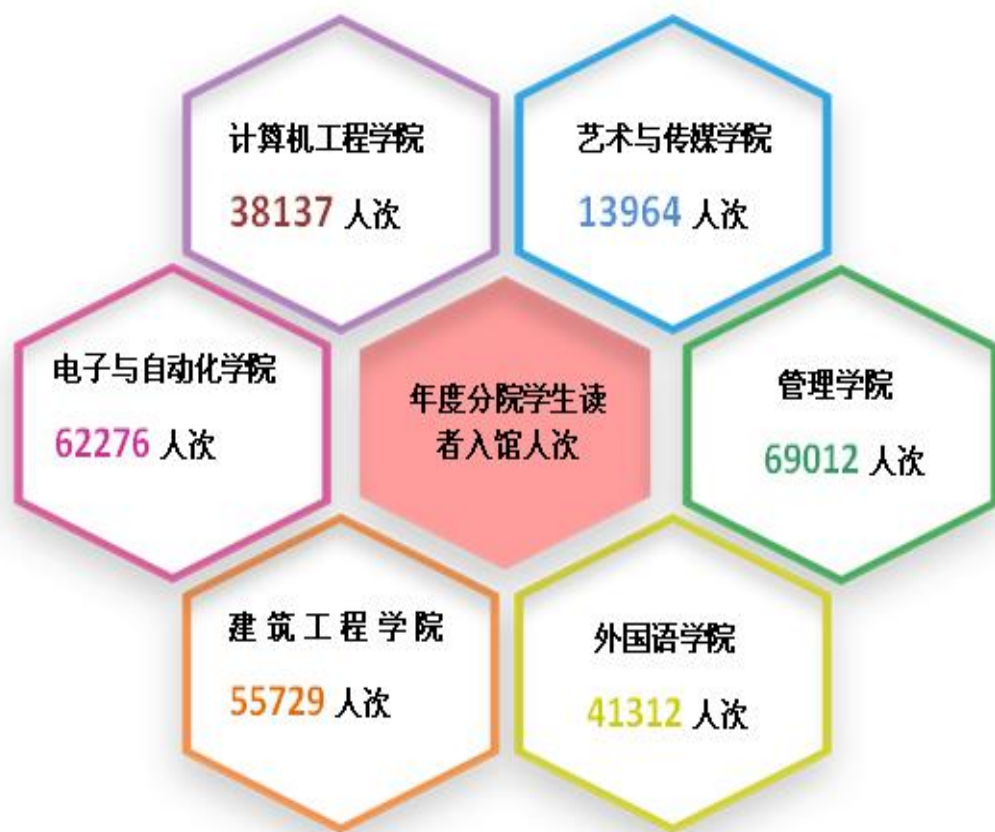 计算机工程学院
38137 人次
艺术与传媒学院
13964 人次
电子与自动化学院
62276 人次
年度分院学生读
者入馆人次
管理学院
69012 人次
建筑工程学院
55729 人次
外国语学院
41312 人次